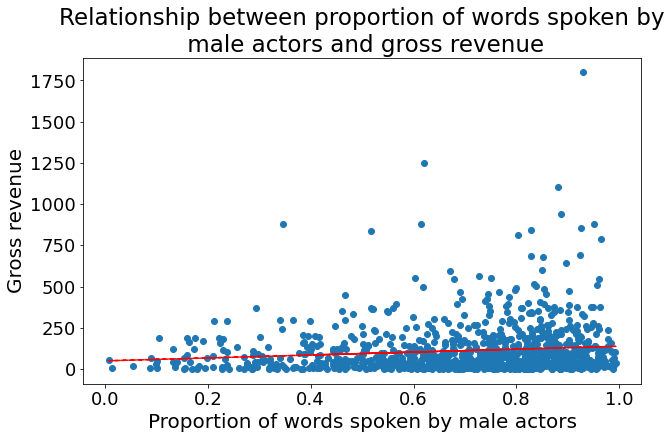 Relationship between proportion of words spoken by
male actors and gross revenue
Gross revenue
1750
1500
1250
1000
750
500
250
0
0.0 0.2 0.4 0.6 0.8 1.0
Proportion of words spoken by male actors